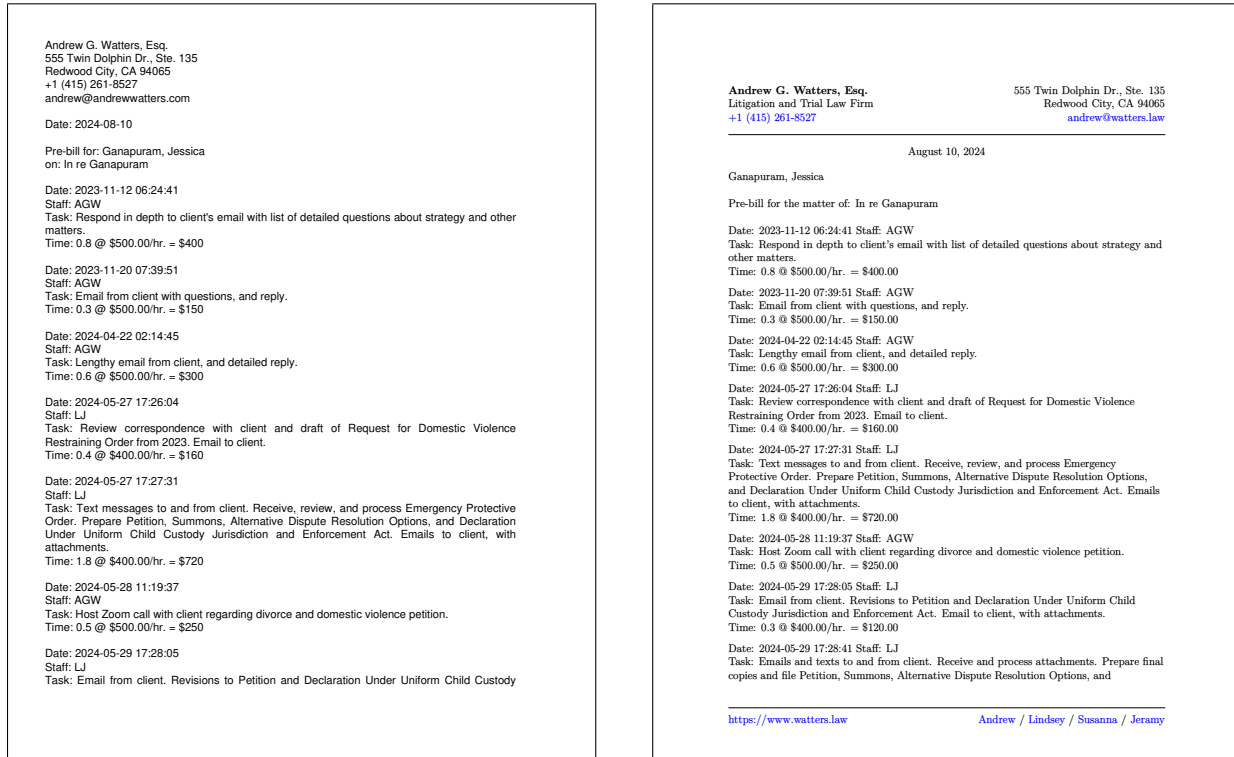 Andrew G. Watters, Esq.
555 Twin Dolphin Dr., Ste. 135
Redwood City, CA 94065
+1 (415) 261-8527
andrew@andrewwatters.com
Date: 2024-08-10
Pre-bill for: Ganapuram, Jessica
on: In re Ganapuram
Date: 2023-11-12 06:24:41
Staff: AGW
Task: Respond in depth to client's email with list of detailed questions about strategy and other
matters.
Time: 0.8 @ $500.00/hr. = $400
Date: 2023-11-20 07:39:51
Staff: AGW
Task: Email from client with questions, and reply.
Time: 0.3 @ $500.00/hr. = $150
Date: 2024-04-22 02:14:45
Staff: AGW
Task: Lengthy email from client, and detailed reply.
Time: 0.6 @ $500.00/hr. = $300
Date: 2024-05-27 17:26:04
Staff: LJ
Task: Review correspondence with client and draft of Request for Domestic Violence
Restraining Order from 2023. Email to client.
Time: 0.4 @ $400.00/hr. = $160
Date: 2024-05-27 17:27:31
Staff: LJ
Task: Text messages to and from client. Receive, review, and process Emergency Protective
Order. Prepare Petition, Summons, Alternative Dispute Resolution Options, and Declaration
Under Uniform Child Custody Jurisdiction and Enforcement Act. Emails to client, with
attachments.
Time: 1.8 @ $400.00/hr. = $720
Date: 2024-05-28 11:19:37
Staff: AGW
Task: Host Zoom call with client regarding divorce and domestic violence petition.
Time: 0.5 @ $500.00/hr. = $250
Date: 2024-05-29 17:28:05
Staff: LJ
Task: Email from client. Revisions to Petition and Declaration Under Uniform Child Custody
Andrew G. Watters, Esq.
Litigation and Trial Law Firm
+1 (415) 261-8527
555 Twin Dolphin Dr., Ste. 135
Redwood City, CA 94065
andrew@watters.law
August 10, 2024
Ganapuram, Jessica
Pre-bill for the matter of: In re Ganapuram
Date: 2023-11-12 06:24:41 Staff: AGW
Task: Respond in depth to client's email with list of detailed questions about strategy and
other matters.
Time: 0.8 @ $500.00/hr. = $400.00
Date: 2023-11-20 07:39:51 Staff: AGW
Task: Email from client with questions, and reply.
Time: 0.3 @ $500.00/hr. = $150.00
Date: 2024-04-22 02:14:45 Staff: AGW
Task: Lengthy email from client, and detailed reply.
Time: 0.6 @ $500.00/hr. = $300.00
Date: 2024-05-27 17:26:04 Staff: LJ
Task: Review correspondence with client and draft of Request for Domestic Violence
Restraining Order from 2023. Email to client.
Time: 0.4 @ $400.00/hr. = $160.00
Date: 2024-05-27 17:27:31 Staff: LJ
Task: Text messages to and from client. Receive, review, and process Emergency
Protective Order. Prepare Petition, Summons, Alternative Dispute Resolution Options,
and Declaration Under Uniform Child Custody Jurisdiction and Enforcement Act. Emails
to client, with attachments.
Time: 1.8 @ $400.00/hr. = $720.00
Date: 2024-05-28 11:19:37 Staff: AGW
Task: Host Zoom call with client regarding divorce and domestic violence petition.
Time: 0.5 @ $500.00/hr. = $250.00
Date: 2024-05-29 17:28:05 Staff: LJ
Task: Email from client. Revisions to Petition and Declaration Under Uniform Child
Custody Jurisdiction and Enforcement Act. Email to client, with attachments.
Time: 0.3 @ $400.00/hr. = $120.00
Date: 2024-05-29 17:28:41 Staff: LJ
Task: Emails and texts to and from client. Receive and process attachments. Prepare final
copies and file Petition, Summons, Alternative Dispute Resolution Options, and
https://www.watters.law
Andrew / Lindsey / Susanna / Jeramy